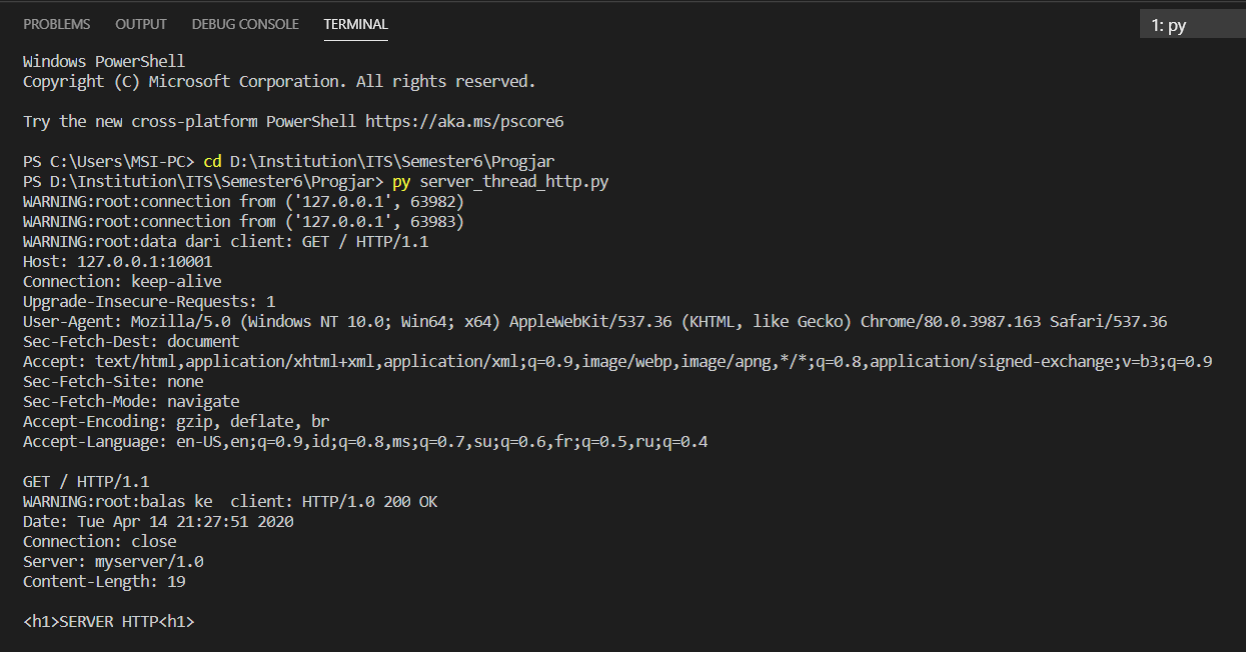 PROBLEMS OUTPUT DEBUG CONSOLE TERMINAL 1: py
Windows PowerShell
Copyright (C) Microsoft Corporation. All rights reserved.
Try the new cross-platform PowerShell https://aka.ms/pscore6
PS C:\Users\MSI-PC> cd D:\Institution\ITS\Semester6\Progjar
PS D:\Institution\ITS\Semester6\Progjar> py server_thread_http.py
WARNING:root:connection from ('127.0.0.1', 63982)
WARNING:root:connection from ('127.0.0.1', 63983)
WARNING:root:data dari client: GET / HTTP/1.1
Host: 127.0.0.1:10001
Connection: keep-alive
Upgrade-Insecure-Requests: 1
User-Agent: Mozilla/5.0 (Windows NT 10.0; Win64; x64) AppleWebKit/537.36 (KHTML, like Gecko) Chrome/80.0.3987.163 Safari/537.36
Sec-Fetch-Dest: document
Accept: text/html,application/xhtml+xml,application/xml;q=0.9,image/webp,image/apng,*/*;q=0.8,application/signed-exchange;v=b3;q=0.9
Sec-Fetch-Site: none
Sec-Fetch-Mode: navigate
Accept-Encoding: gzip, deflate, br
Accept-Language: en-US,en;q=0.9,id;q=0.8,ms;q=0.7,su;q=0.6,fr;q=0.5,ru;q=0.4
GET / HTTP/1.1
WARNING:root:balas ke  client: HTTP/1.0 200 OK
Date: Tue Apr 14 21:27:51 2020
Connection: close
Server: myserver/1.0
Content-Length: 19
<h1>SERVER HTTP<h1>